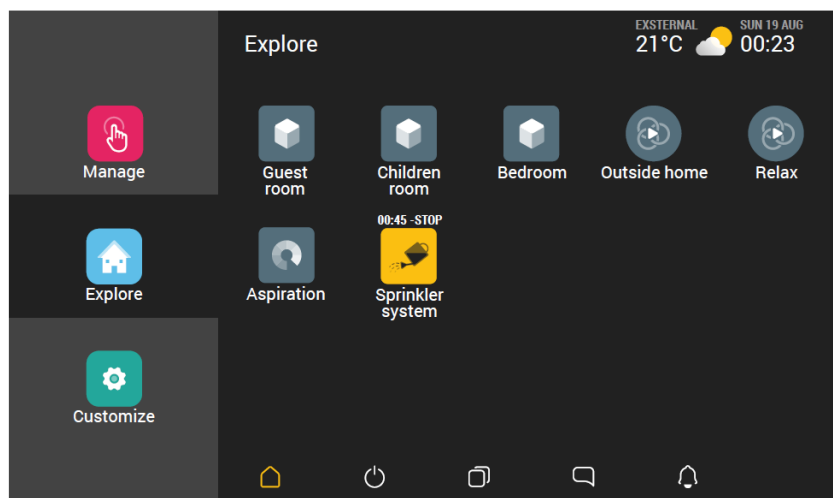 Explore
EXSTERNAL
21°C
SUN 19 AUG
00:23
Manage
Explore
Customize
Guest
room
Children
room
Bedroom
Outside home
Relax
00:45 -STOP
Aspiration
Sprinkler
system